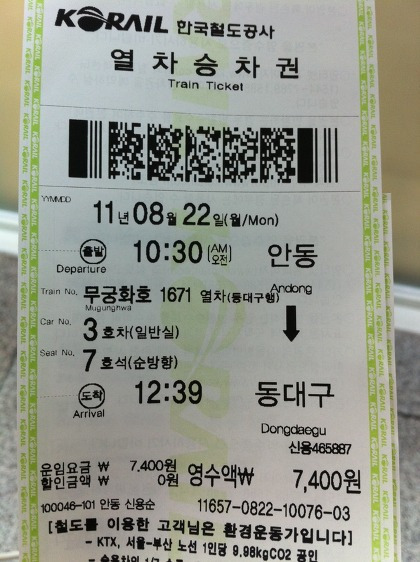 KORAIL 한국철도공사
열차승차권
Train Ticket
YYMMDD
11년 08월 22일(월/Mon)
출발 10:30 (AM 오전) 안동
Departure Andong
Train No. 무궁화호 1671 열차(동대구행)
Mugunghwa
Car No. 3호차(일반실)
Seat No. 7호석(순방향)
도착 12:39 동대구
Arrival Dongdaegu
신용465887
운임요금 ₩ 7,400원 영수액₩ 7,400원
할인금액 ₩ 0원
100046-101 안동 신용순 11657-0822-10076-03
[철도를 이용한 고객님은 환경운동가입니다]
- KTX, 서울-부산 노선 1인당 9.98kgCO2 공인